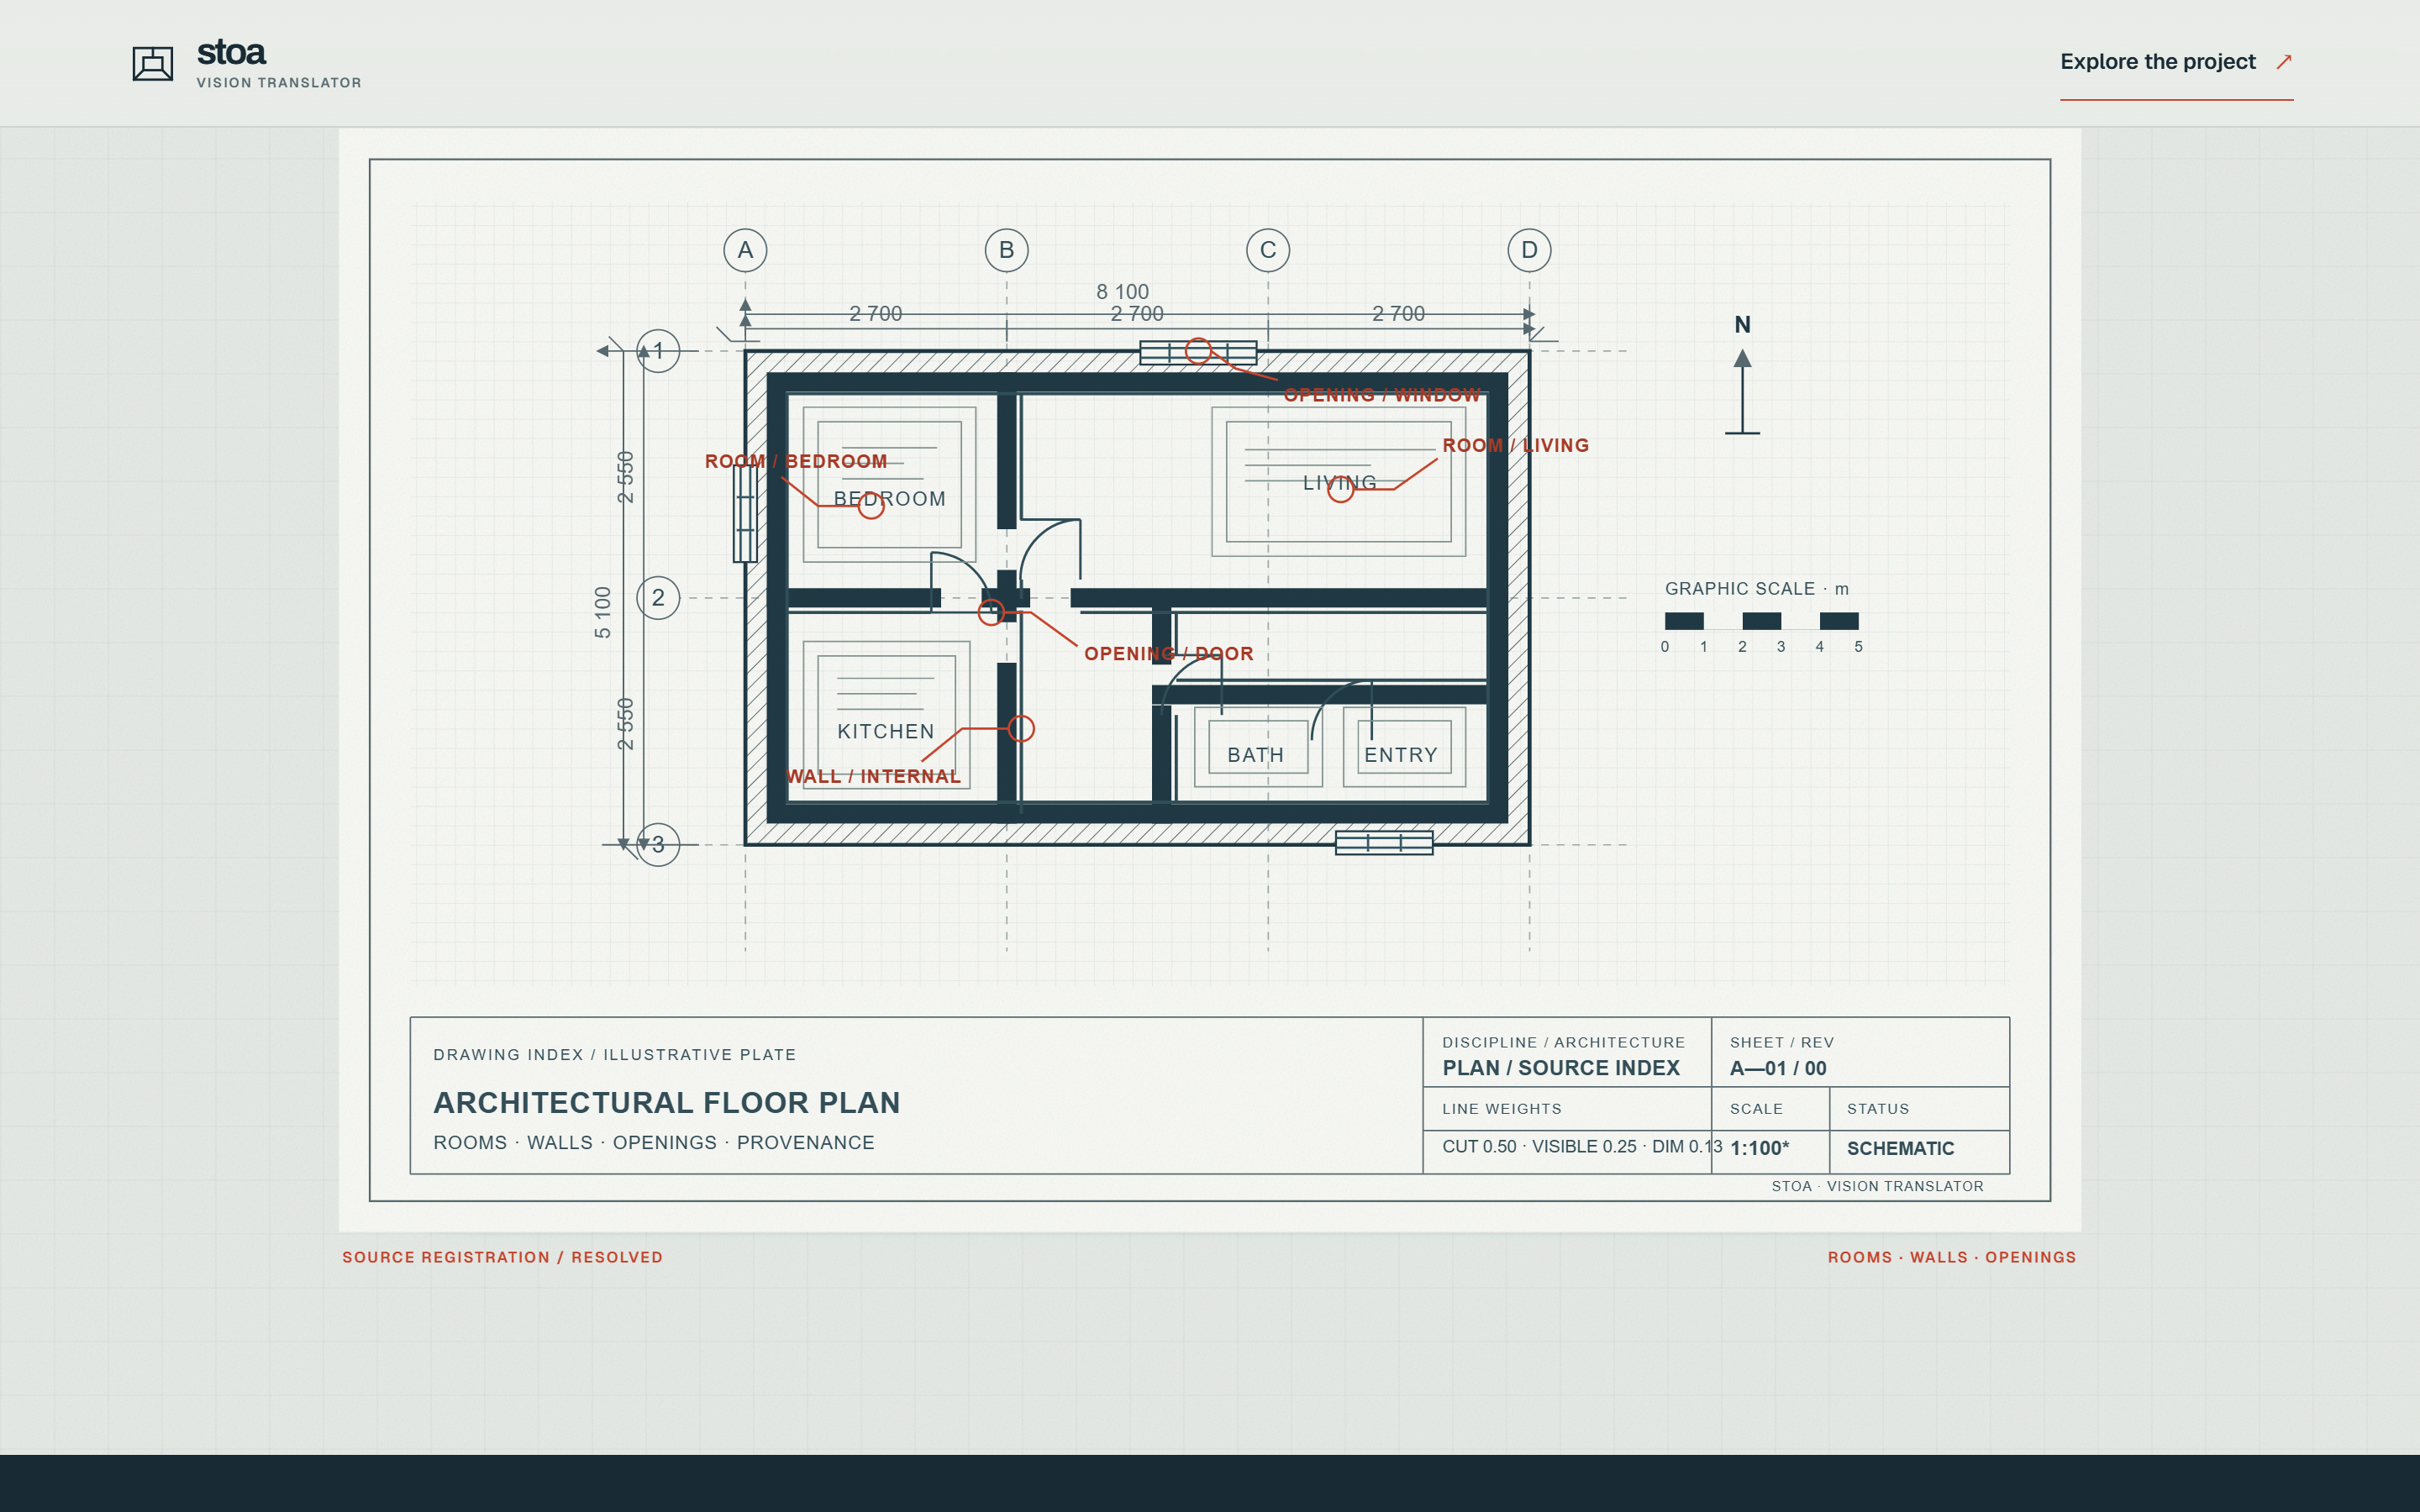 stoa
VISION TRANSLATOR
Explore the project ↗
A
B
C
D
8 100
2 700
2 700
2 700
N
1
OPENING / WINDOW
ROOM / LIVING
ROOM / BEDROOM
LIVING
BEDROOM
2 550
GRAPHIC SCALE · m
0 1 2 3 4 5
2
5 100
OPENING / DOOR
2 550
KITCHEN
BATH
ENTRY
WALL / INTERNAL
3
DRAWING INDEX / ILLUSTRATIVE PLATE
ARCHITECTURAL FLOOR PLAN
ROOMS · WALLS · OPENINGS · PROVENANCE
DISCIPLINE / ARCHITECTURE
PLAN / SOURCE INDEX
SHEET / REV
A—01 / 00
LINE WEIGHTS
CUT 0.50 · VISIBLE 0.25 · DIM 0.13
SCALE
1:100*
STATUS
SCHEMATIC
STOA · VISION TRANSLATOR
SOURCE REGISTRATION / RESOLVED
ROOMS · WALLS · OPENINGS